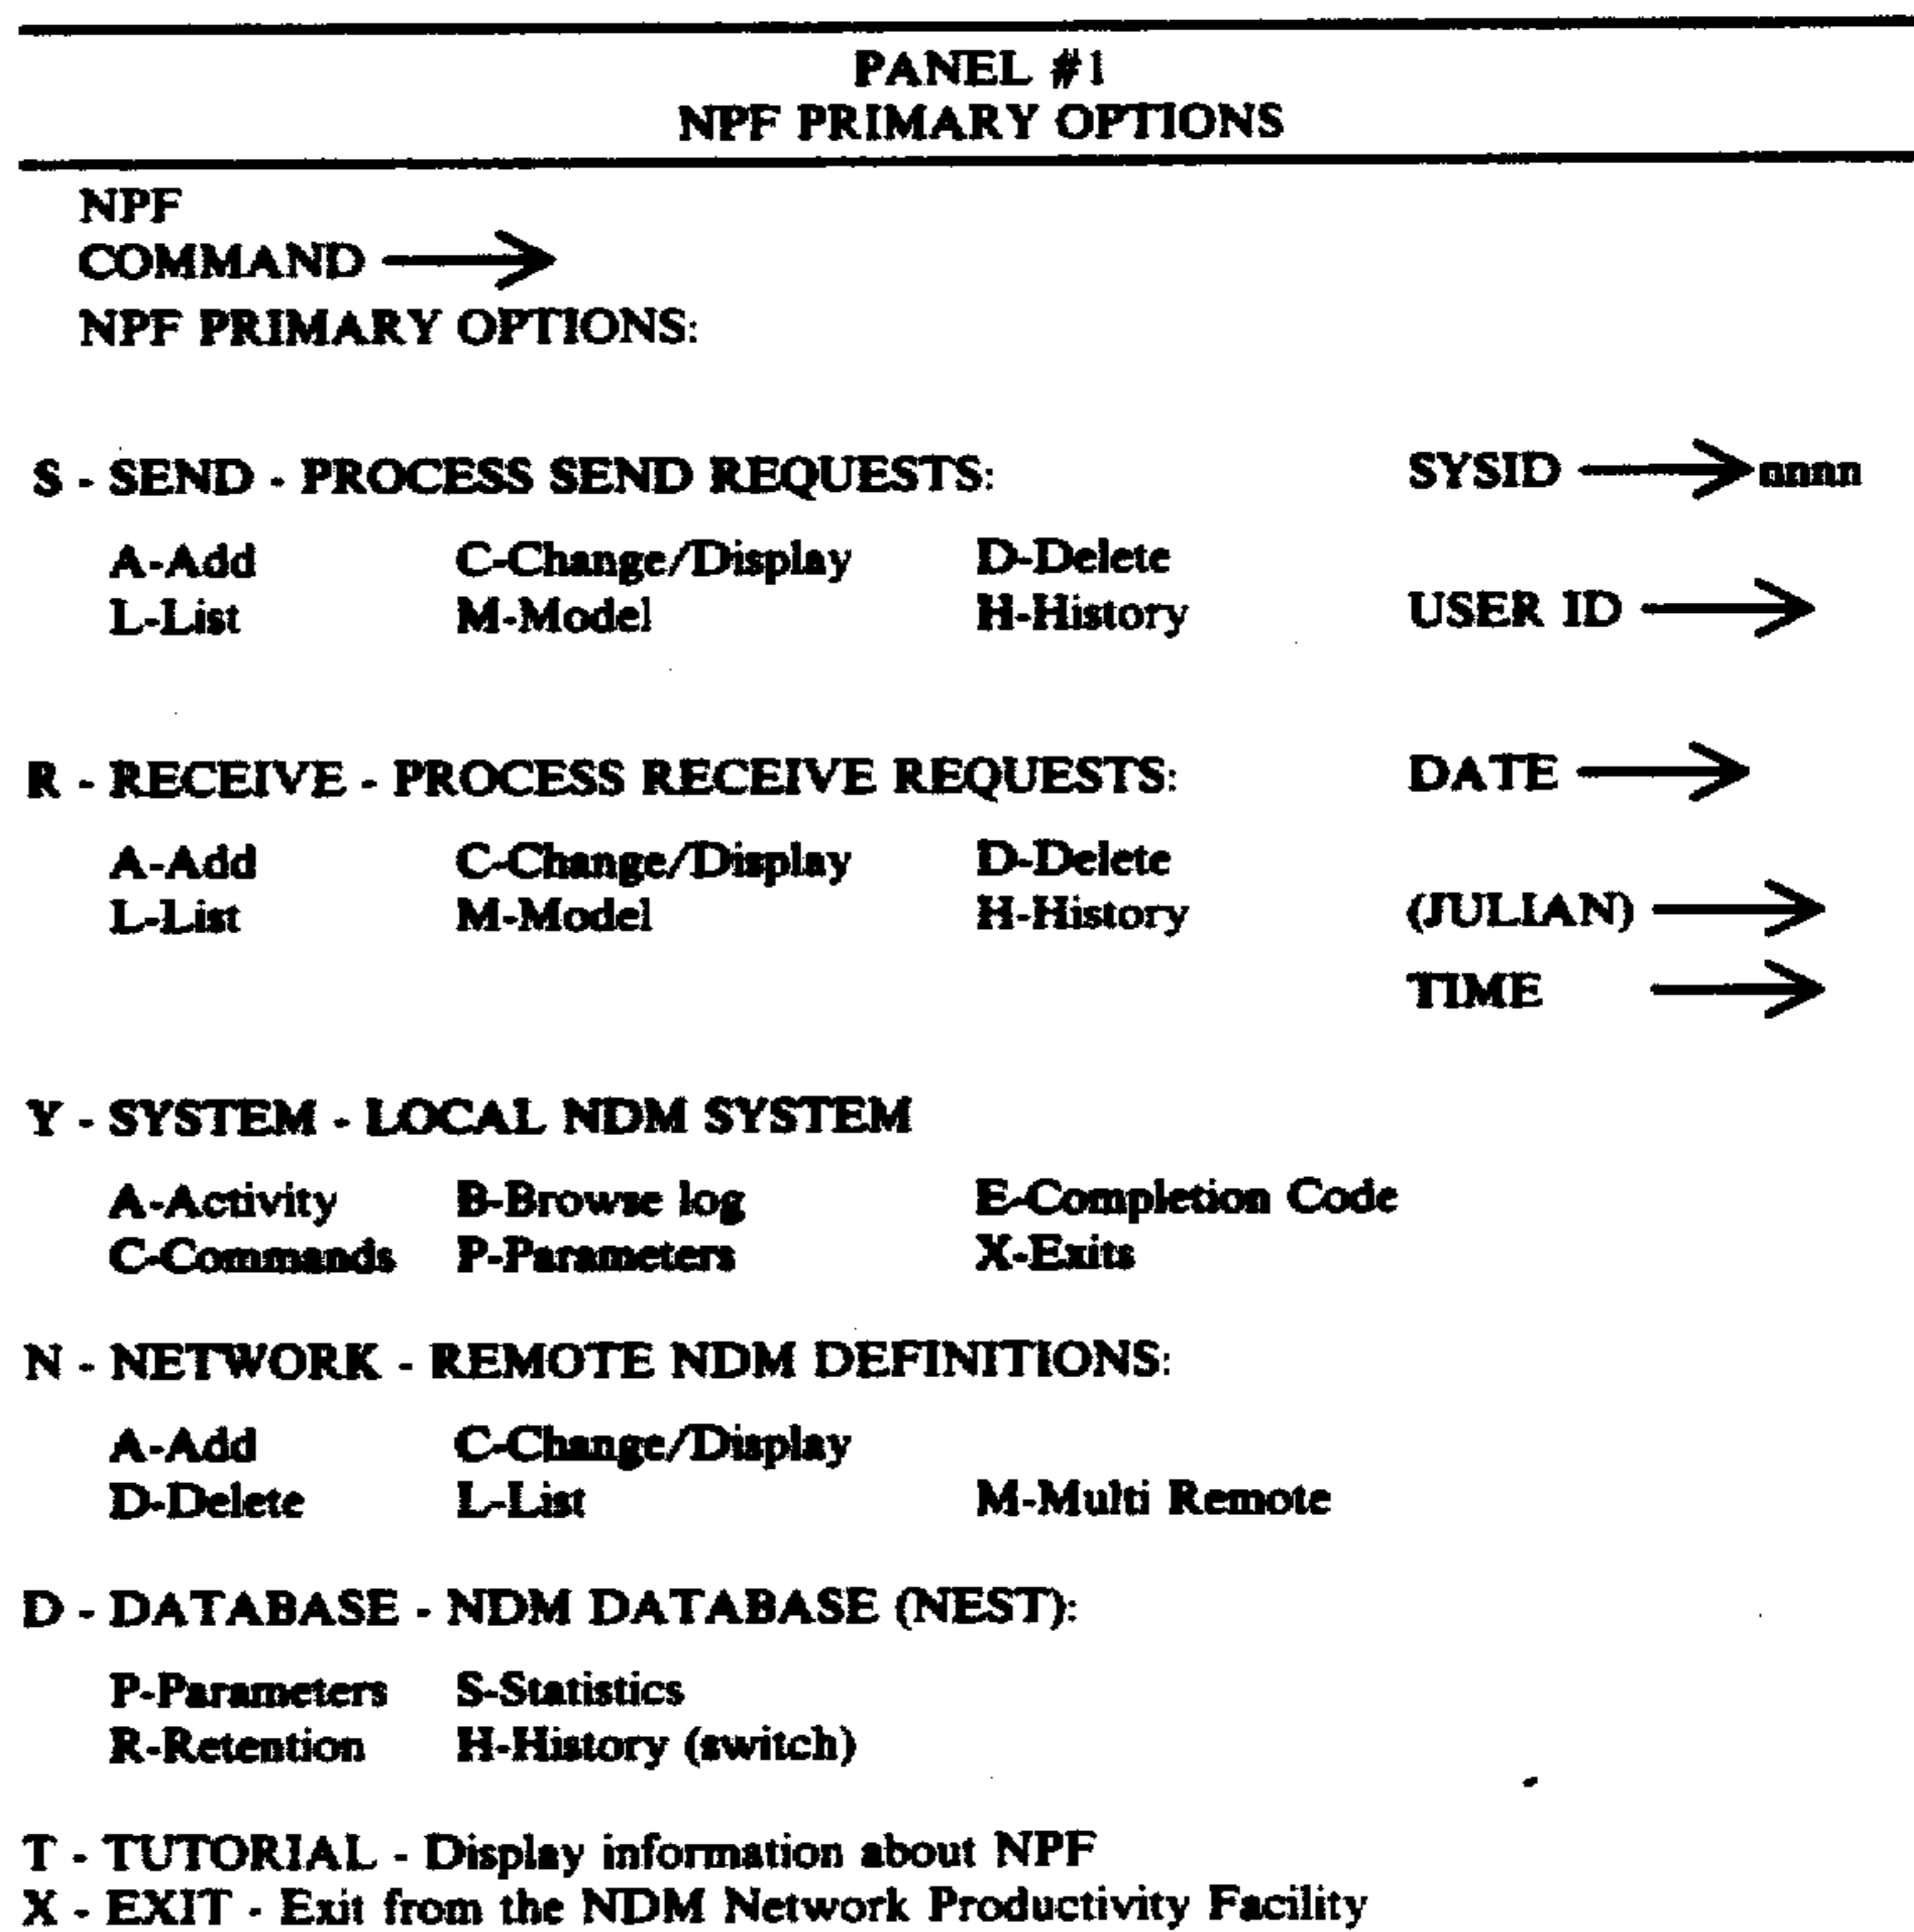 PANEL #1
NPF PRIMARY OPTIONS
NPF
COMMAND ⟶
NPF PRIMARY OPTIONS:
S - SEND - PROCESS SEND REQUESTS: SYSID ⟶ nnnn
A-Add C-Change/Display D-Delete
L-List M-Model H-History USER ID ⟶
R - RECEIVE - PROCESS RECEIVE REQUESTS: DATE ⟶
A-Add C-Change/Display D-Delete
L-List M-Model H-History (JULIAN) ⟶
TIME ⟶
Y - SYSTEM - LOCAL NDM SYSTEM
A-Activity B-Browse log E-Completion Code
C-Commands P-Parameters X-Exits
N - NETWORK - REMOTE NDM DEFINITIONS:
A-Add C-Change/Display
D-Delete L-List M-Multi Remote
D - DATABASE - NDM DATABASE (NEST):
P-Parameters S-Statistics
R-Retention H-History (switch)
T - TUTORIAL - Display information about NPF
X - EXIT - Exit from the NDM Network Productivity Facility